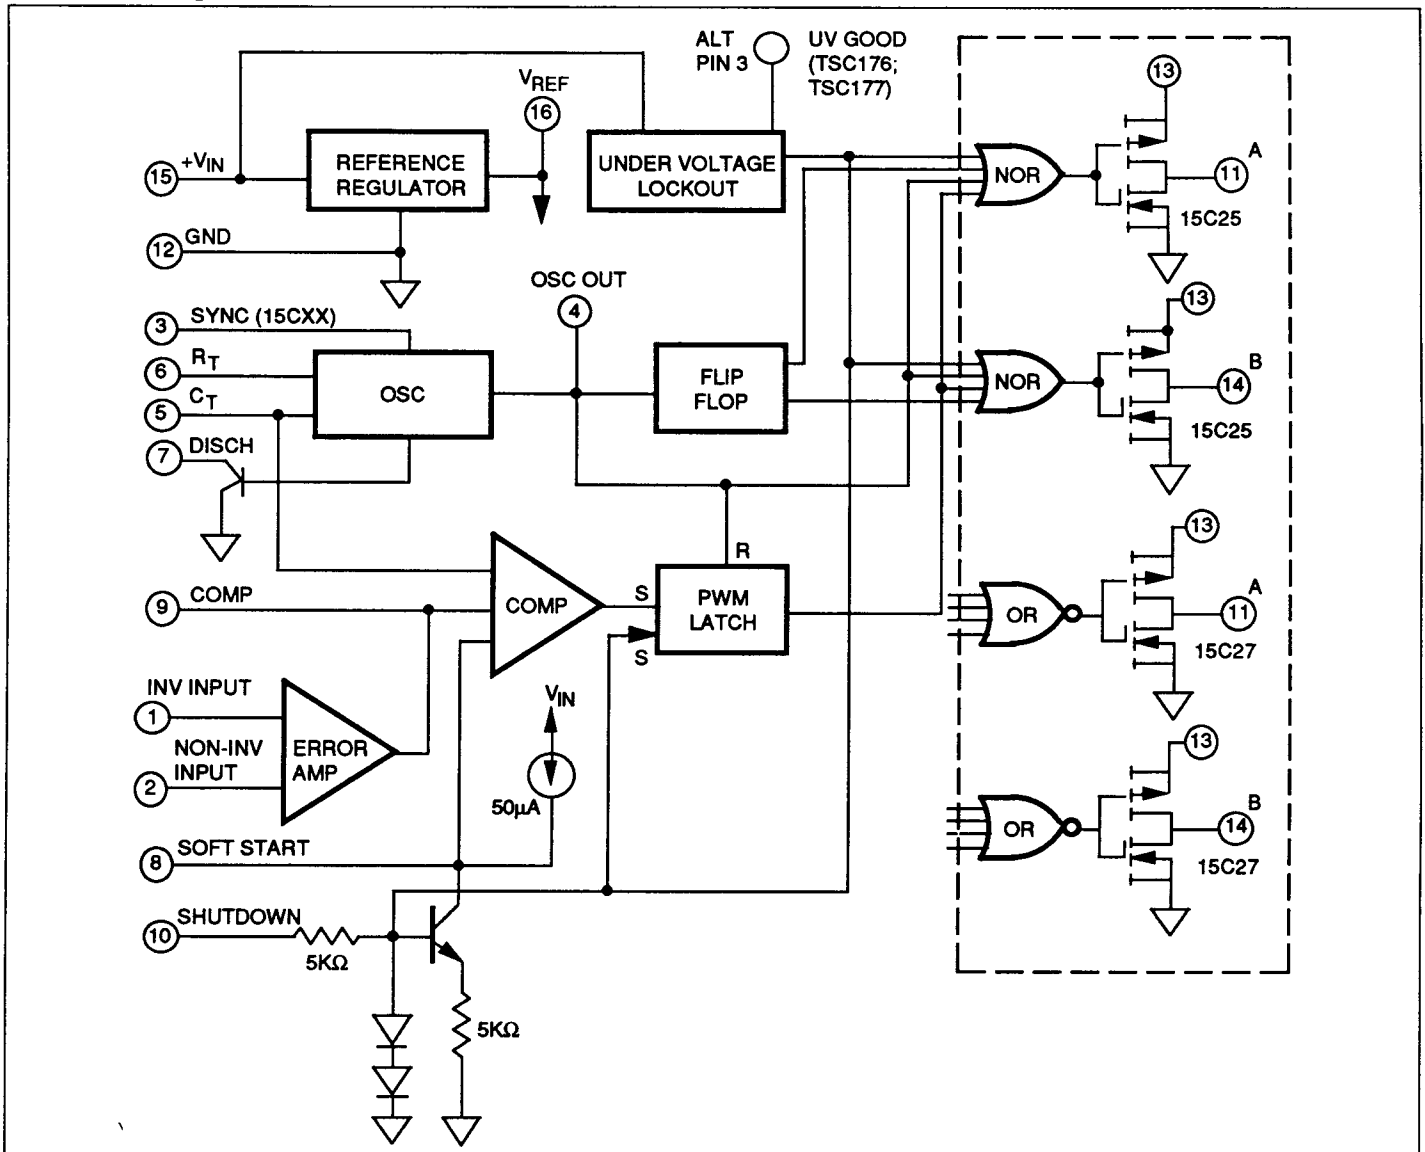 ALT
PIN 3
UV GOOD
(TSC176;
TSC177)
VREF
16
13
15
+VIN
REFERENCE
REGULATOR
UNDER VOLTAGE
LOCKOUT
NOR
A
11
15C25
12
GND
OSC OUT
4
13
3
SYNC (15CXX)
6
RT
OSC
FLIP
FLOP
NOR
B
14
15C25
5
CT
7
DISCH
13
R
9
COMP
COMP
S
S
PWM
LATCH
OR
A
11
15C27
INV INPUT
1
NON-INV
INPUT
2
ERROR
AMP
VIN
50µA
13
OR
B
14
15C27
8
SOFT START
10
SHUTDOWN
5KΩ
5KΩ